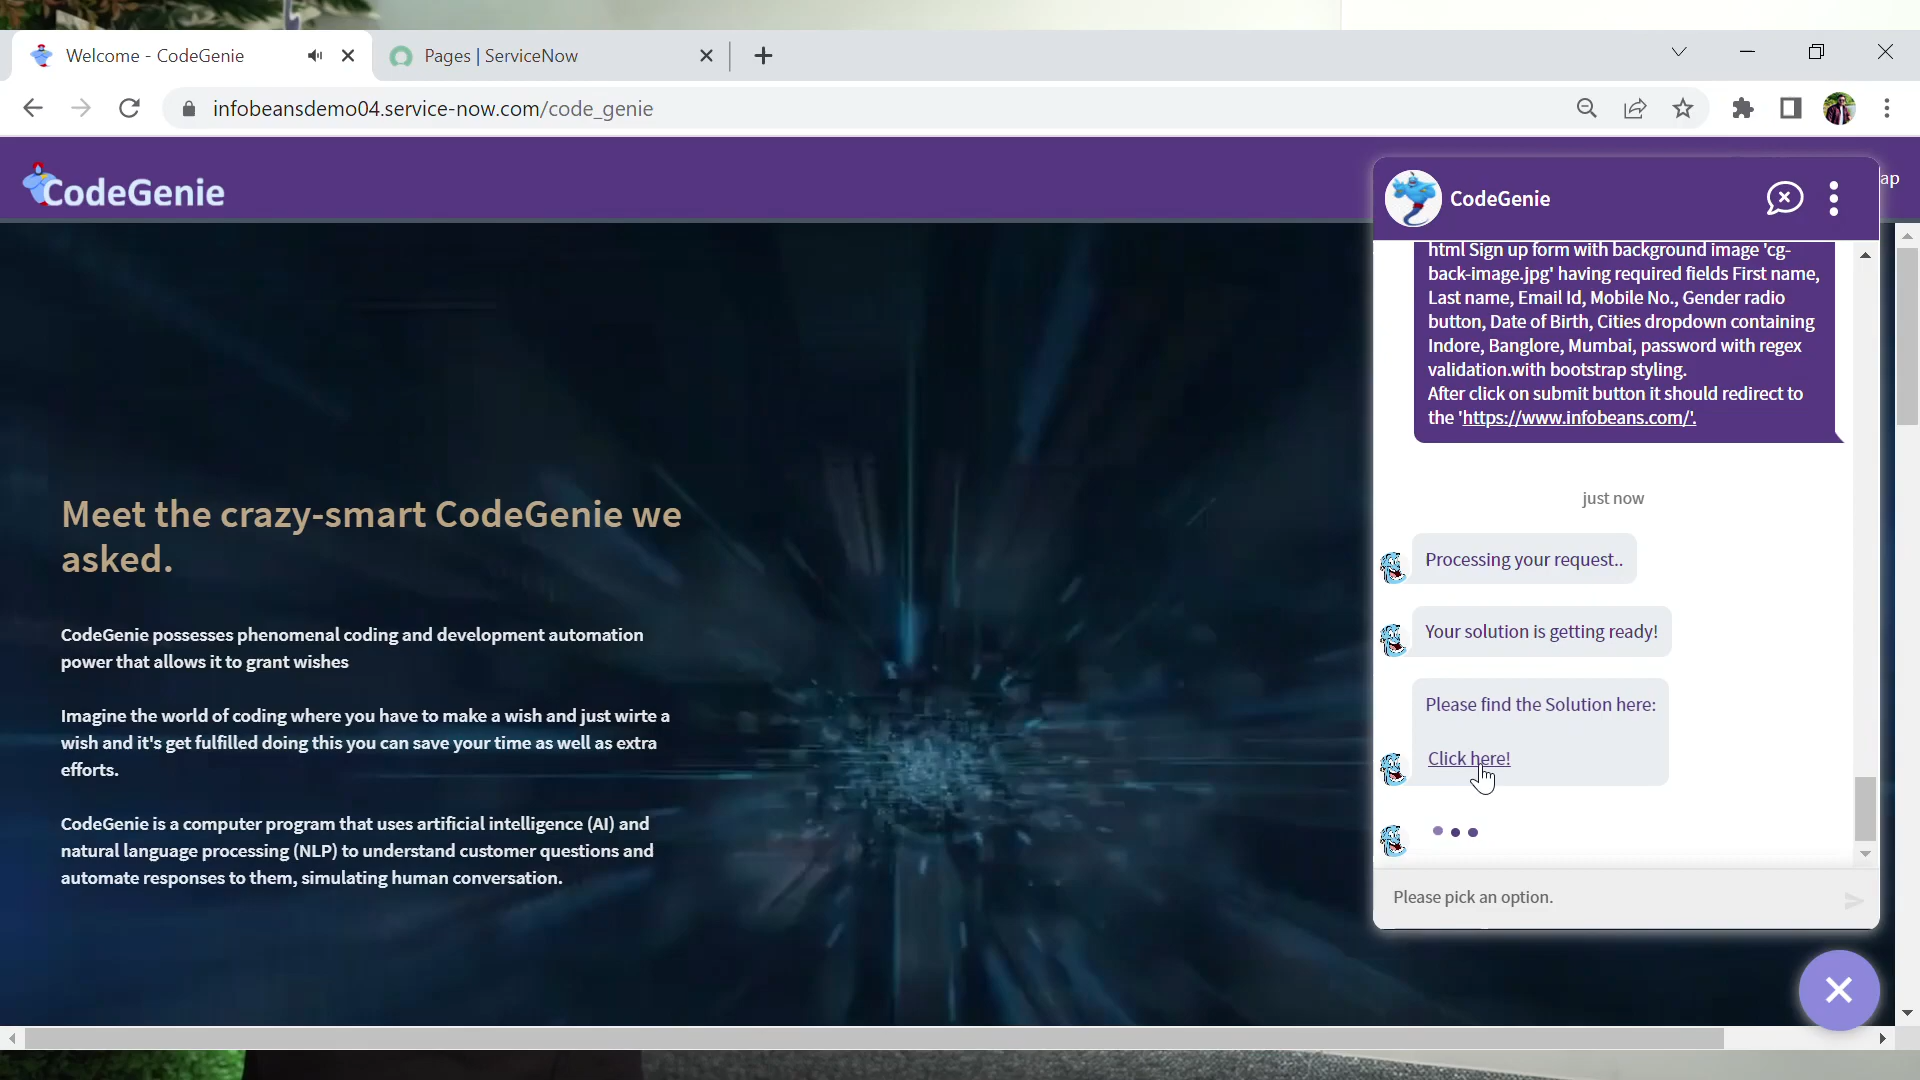 Welcome - CodeGenie
Pages | ServiceNow
infobeansdemo04.service-now.com/code_genie
CodeGenie
ap
CodeGenie
html Sign up form with background image 'cg-
back-image.jpg' having required fields First name,
Last name, Email Id, Mobile No., Gender radio
button, Date of Birth, Cities dropdown containing
Indore, Banglore, Mumbai, password with regex
validation.with bootstrap styling.
After click on submit button it should redirect to
the 'https://www.infobeans.com/'.
just now
Processing your request..
Your solution is getting ready!
Please find the Solution here:
Click here!
Please pick an option.
Meet the crazy-smart CodeGenie we
asked.
CodeGenie possesses phenomenal coding and development automation
power that allows it to grant wishes
Imagine the world of coding where you have to make a wish and just wirte a
wish and it's get fulfilled doing this you can save your time as well as extra
efforts.
CodeGenie is a computer program that uses artificial intelligence (AI) and
natural language processing (NLP) to understand customer questions and
automate responses to them, simulating human conversation.